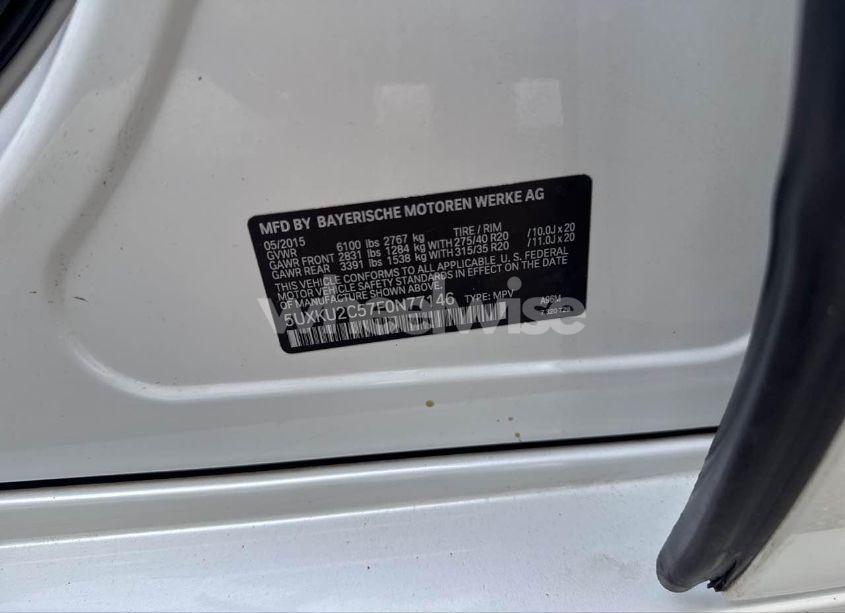 MFD BY BAYERISCHE MOTOREN WERKE AG
05/2015
GVWR 6100 lbs 2767 kg TIRE / RIM
GAWR FRONT 2831 lbs 1284 kg WITH 275/40 R20 /10.0J x 20
GAWR REAR 3391 lbs 1538 kg WITH 315/35 R20 /11.0J x 20
THIS VEHICLE CONFORMS TO ALL APPLICABLE U.S. FEDERAL
MOTOR VEHICLE SAFETY STANDARDS IN EFFECT ON THE DATE
OF MANUFACTURE SHOWN ABOVE.
5UXKU2C57F0N77146 TYPE: MPV